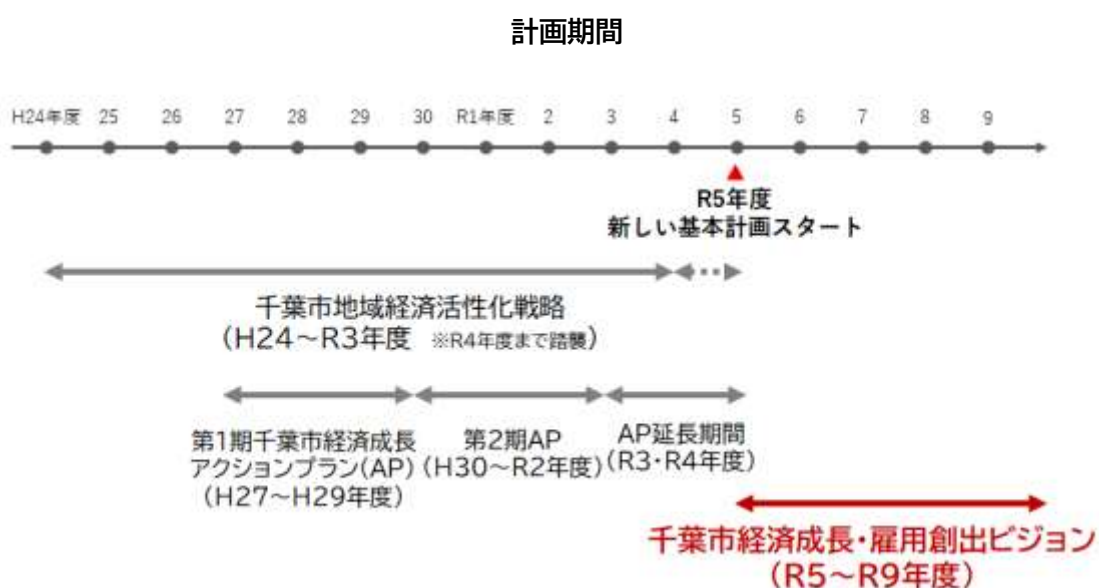 計画期間
H24年度 25 26 27 28 29 30 R1年度 2 3 4 5 6 7 8 9
R5年度
新しい基本計画スタート
千葉市地域経済活性化戦略
(H24～R3年度 ※R4年度まで踏襲)
第1期千葉市経済成長
アクションプラン(AP)
(H27～H29年度)
第2期AP
(H30～R2年度)
AP延長期間
(R3・R4年度)
千葉市経済成長・雇用創出ビジョン
(R5～R9年度)